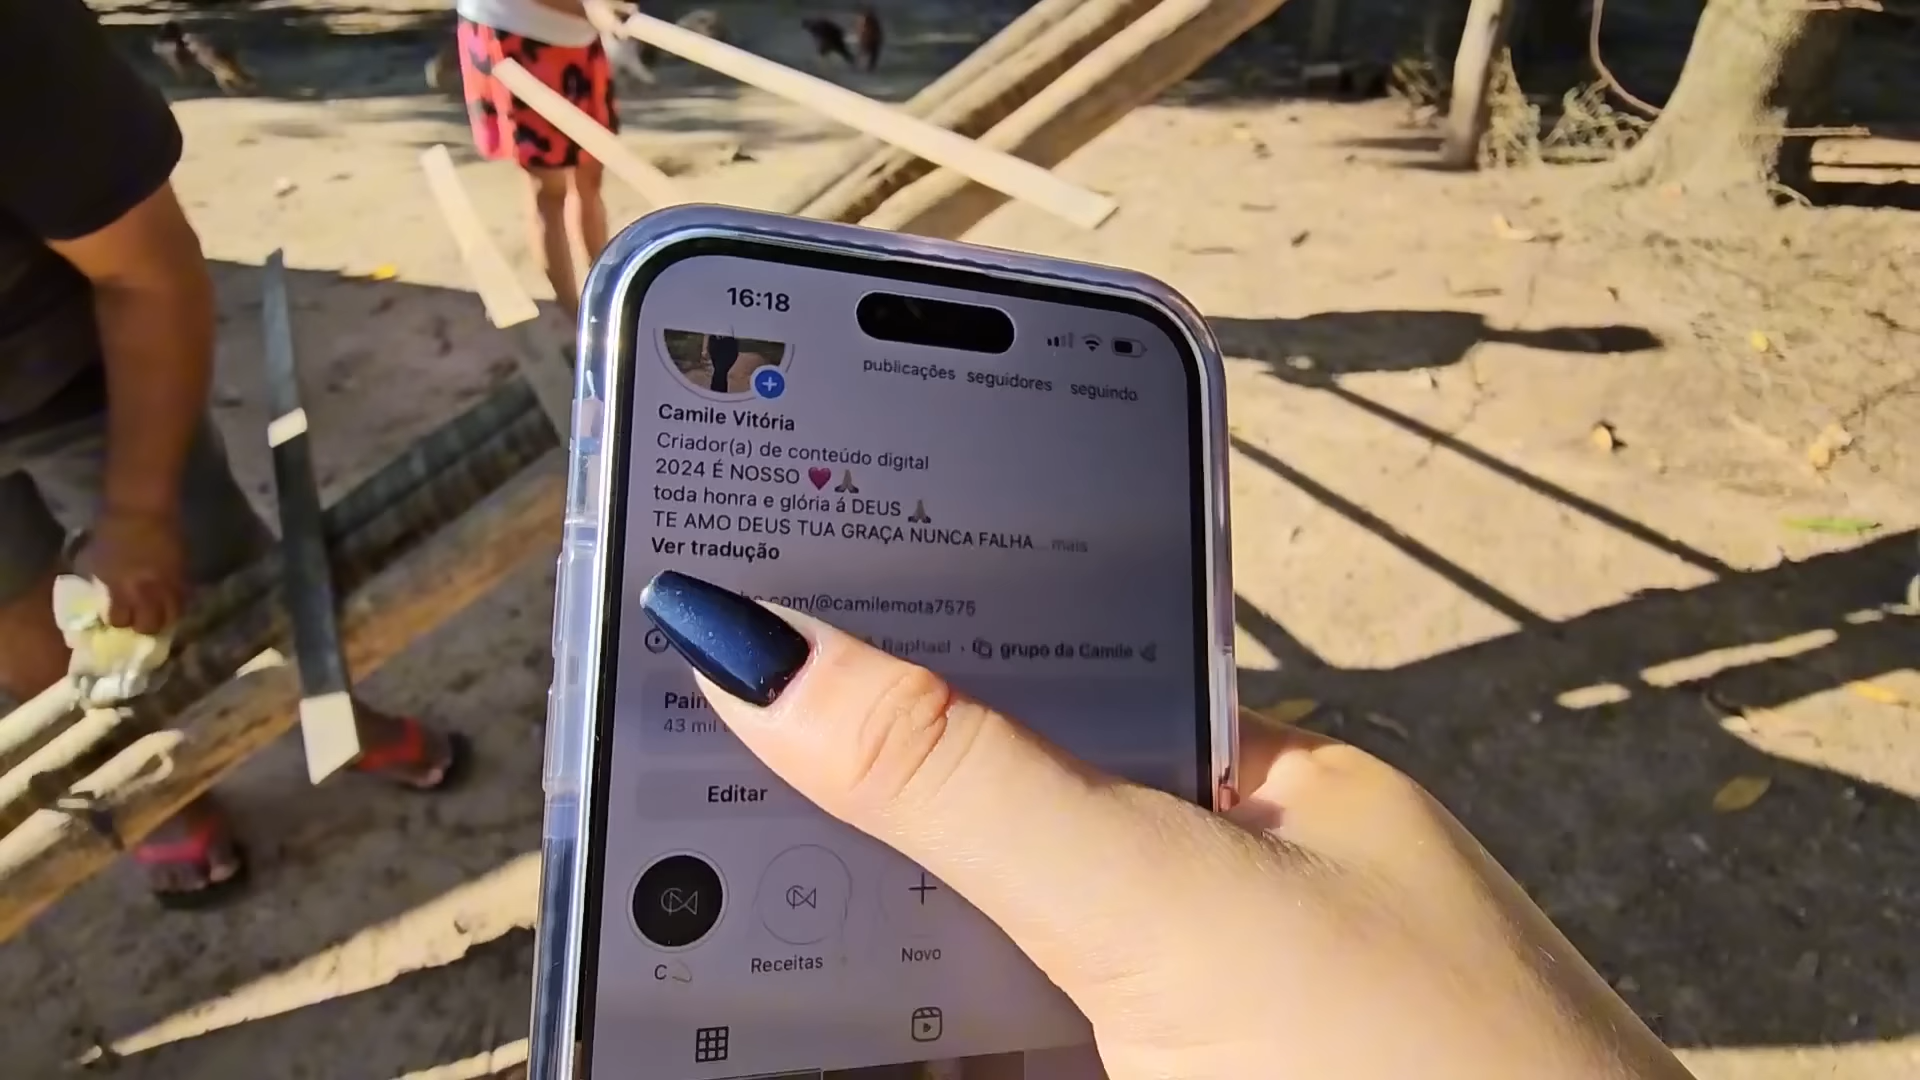 16:18
publicações seguidores seguindo
Camile Vitória
Criador(a) de conteúdo digital
2024 É NOSSO ❤️🙏
toda honra e glória á DEUS 🙏
TE AMO DEUS TUA GRAÇA NUNCA FALHA... mais
Ver tradução
com/@camilemota7575
Raphael · grupo da Camile
43 mil
Editar
C
Receitas
Novo